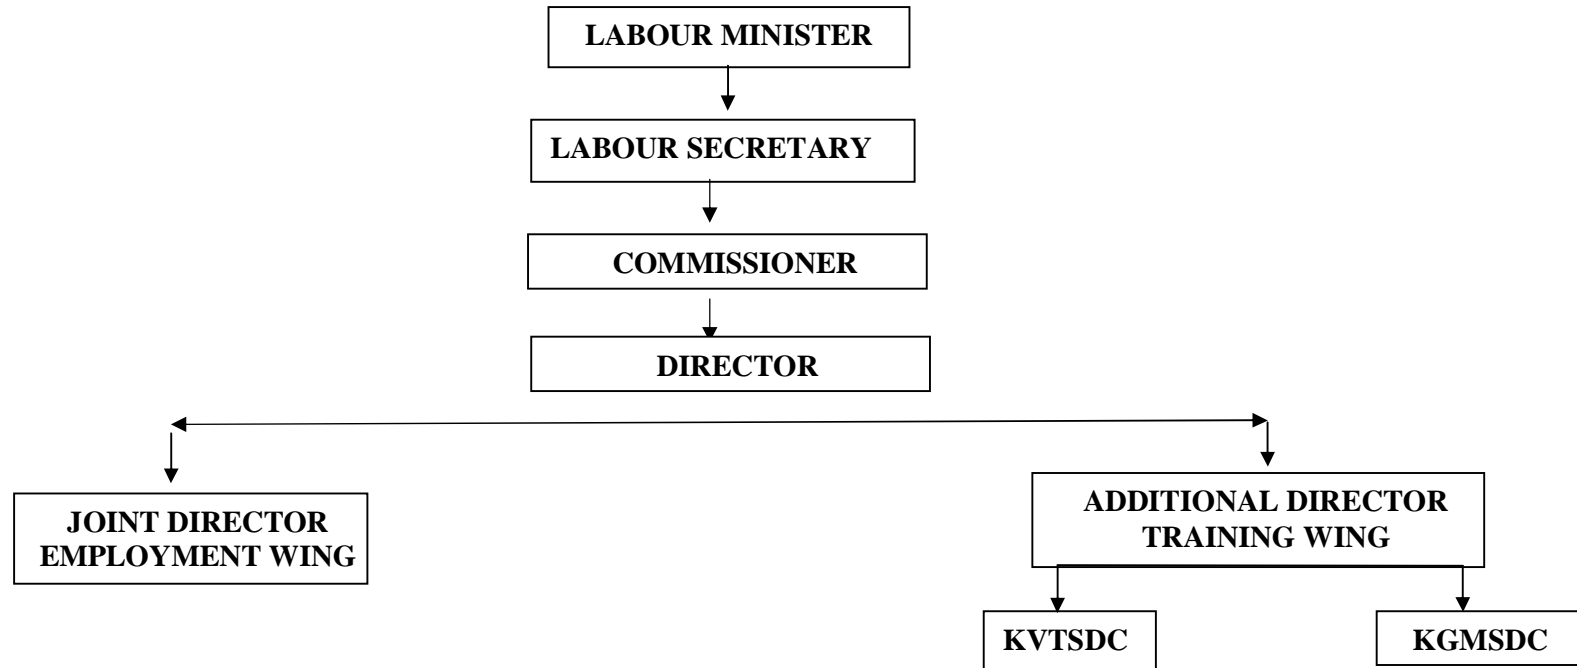 LABOUR MINISTER
LABOUR SECRETARY
COMMISSIONER
DIRECTOR
JOINT DIRECTOR
EMPLOYMENT WING
ADDITIONAL DIRECTOR
TRAINING WING
KVTSDC
KGMSDC